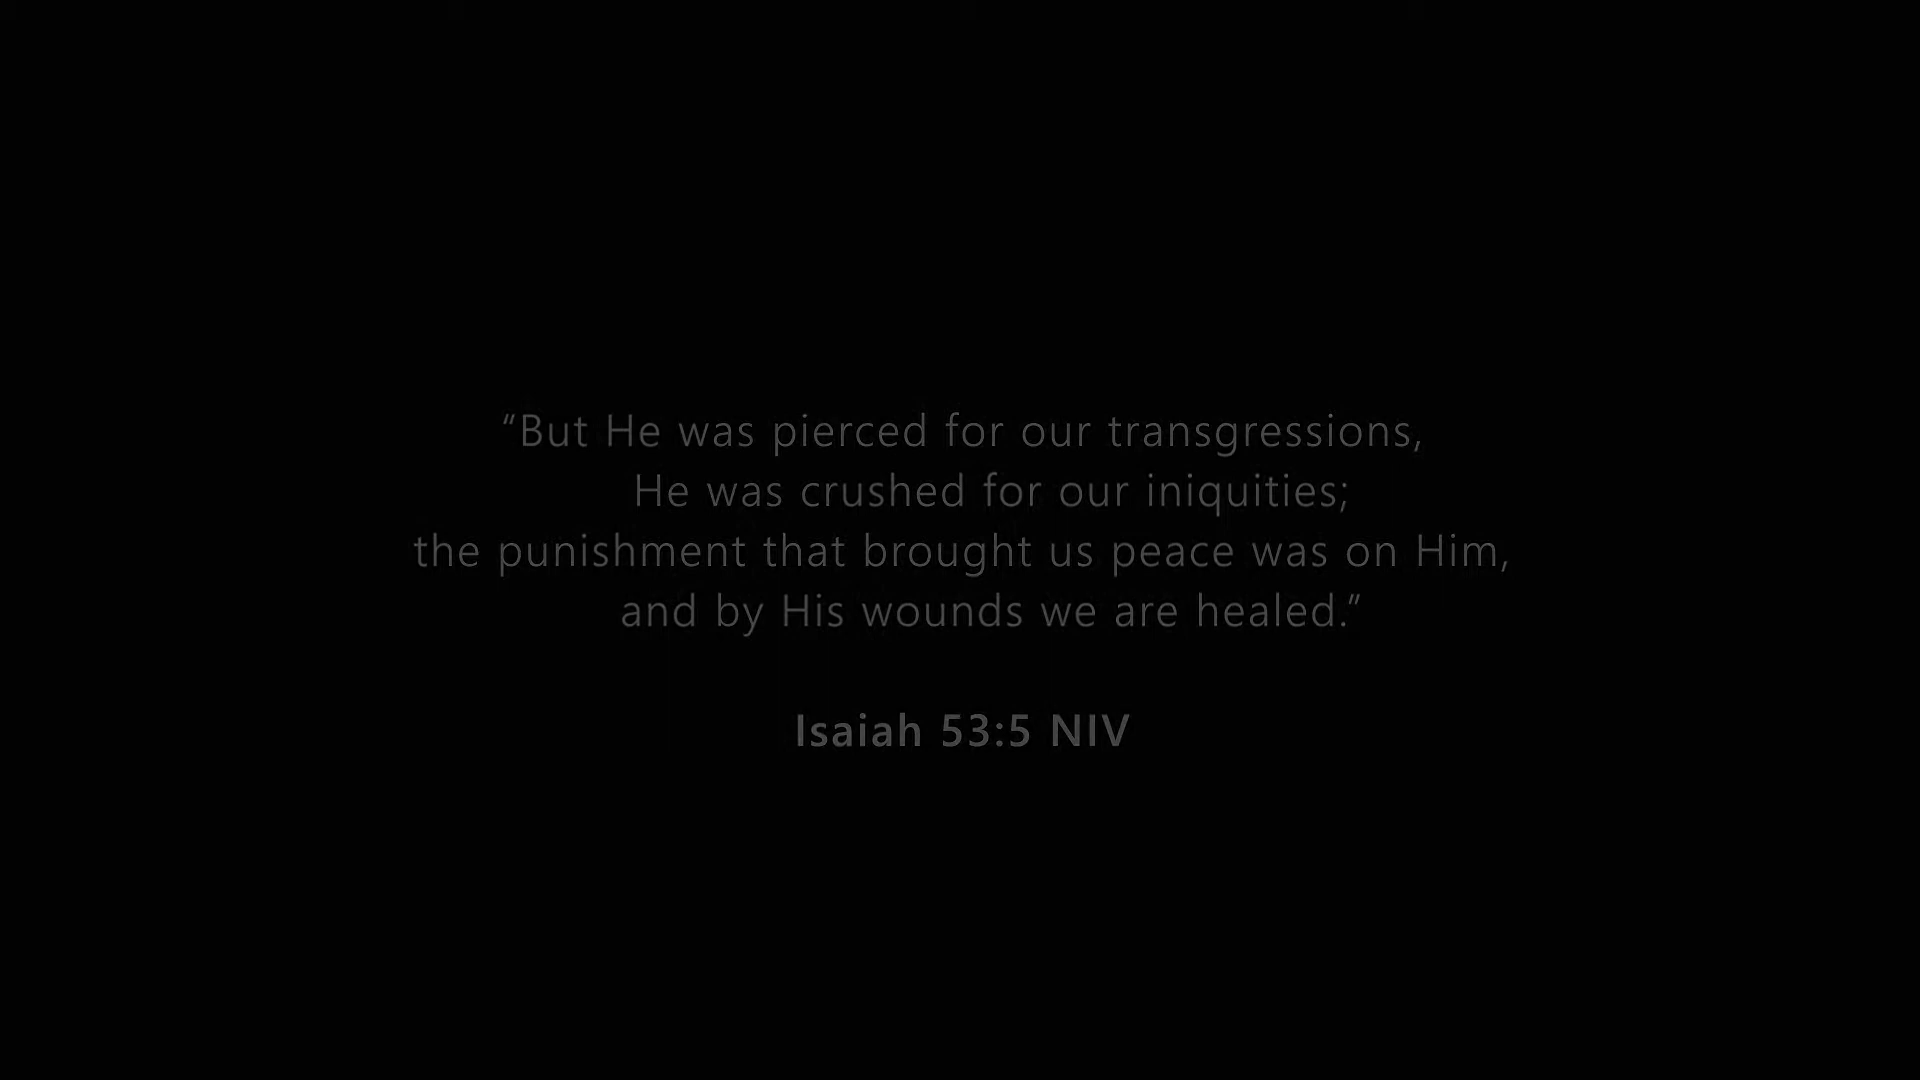 “But He was pierced for our transgressions,
He was crushed for our iniquities;
the punishment that brought us peace was on Him,
and by His wounds we are healed.”
Isaiah 53:5 NIV